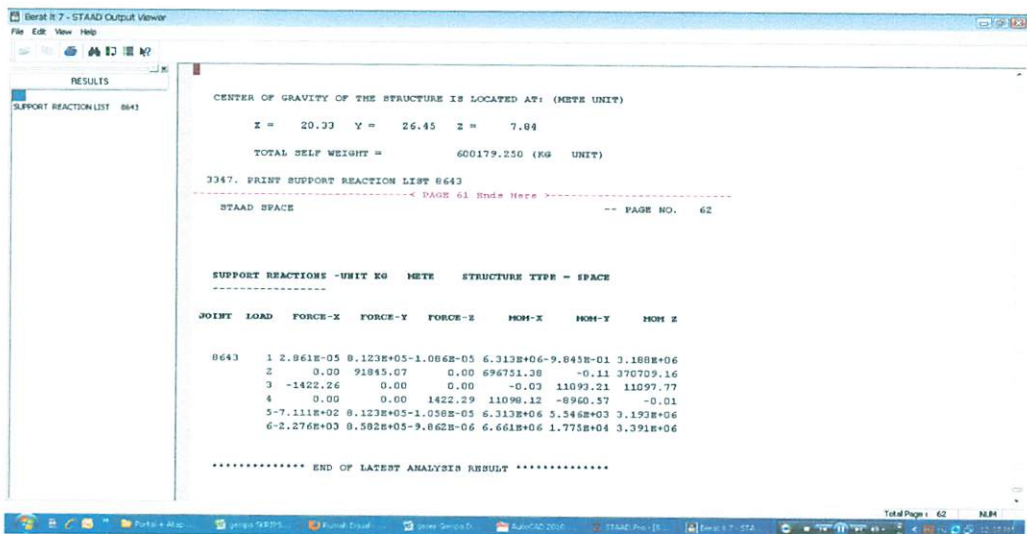 Berat lt 7 - STAAD Output Viewer
File Edit View Help
RESULTS
SUPPORT REACTION LIST 8643
CENTER OF GRAVITY OF THE STRUCTURE IS LOCATED AT: (METE UNIT)
X = 20.33 Y = 26.45 Z = 7.84
TOTAL SELF WEIGHT = 600179.250 (KG UNIT)
3347. PRINT SUPPORT REACTION LIST 8643
< PAGE 61 Ends Here >
STAAD SPACE -- PAGE NO. 62
SUPPORT REACTIONS -UNIT KG METE STRUCTURE TYPE = SPACE
JOINT LOAD FORCE-X FORCE-Y FORCE-Z MOM-X MOM-Y MOM Z
8643 1 2.861E-05 8.123E+05-1.086E-05 6.313E+06-9.845E-01 3.188E+06
2 0.00 91845.07 0.00 696751.38 -0.11 370709.16
3 -1422.26 0.00 0.00 -0.03 11093.21 11097.77
4 0.00 0.00 1422.29 11098.12 -8960.57 -0.01
5-7.111E+02 8.123E+05-1.058E-05 6.313E+06 5.546E+03 3.193E+06
6-2.276E+03 8.582E+05-9.862E-06 6.661E+06 1.775E+04 3.391E+06
************** END OF LATEST ANALYSIS RESULT **************
Total Page : 62 NUM
AutoCAD 2010 STAAD.Pro